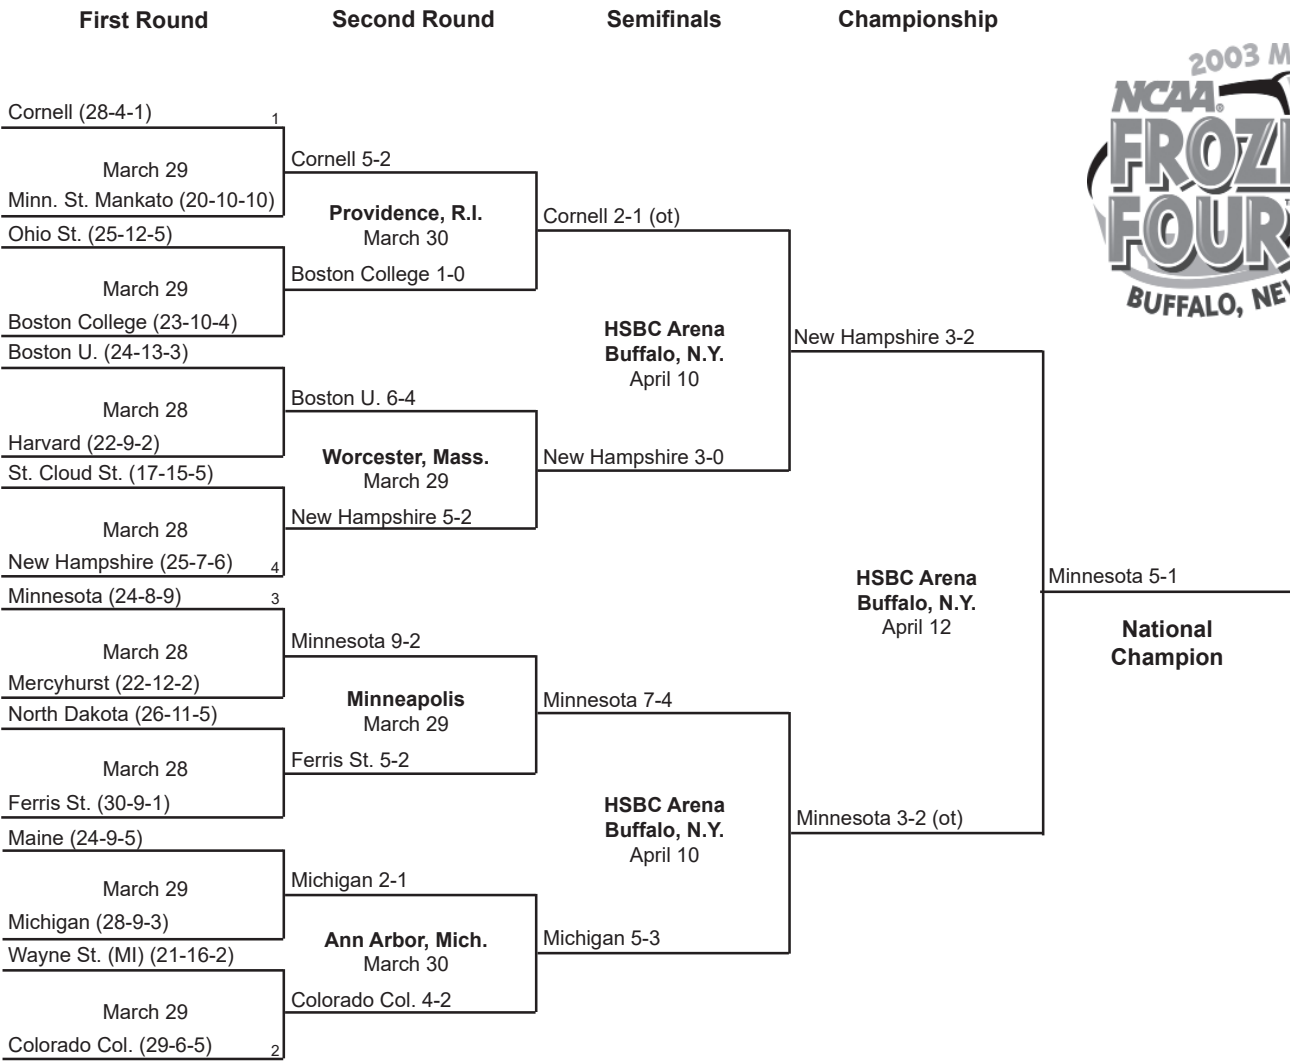 First Round
Second Round
Semifinals
Championship
2003 M
NCAA®
FROZE
FOUR
BUFFALO, NEW
Cornell (28-4-1) 1
March 29
Minn. St. Mankato (20-10-10)
Ohio St. (25-12-5)
March 29
Boston College (23-10-4)
Boston U. (24-13-3)
March 28
Harvard (22-9-2)
St. Cloud St. (17-15-5)
March 28
New Hampshire (25-7-6) 4
Minnesota (24-8-9) 3
March 28
Mercyhurst (22-12-2)
North Dakota (26-11-5)
March 28
Ferris St. (30-9-1)
Maine (24-9-5)
March 29
Michigan (28-9-3)
Wayne St. (MI) (21-16-2)
March 29
Colorado Col. (29-6-5) 2
Cornell 5-2
Providence, R.I.
March 30
Boston College 1-0
Boston U. 6-4
Worcester, Mass.
March 29
New Hampshire 5-2
Minnesota 9-2
Minneapolis
March 29
Ferris St. 5-2
Michigan 2-1
Ann Arbor, Mich.
March 30
Colorado Col. 4-2
Cornell 2-1 (ot)
HSBC Arena
Buffalo, N.Y.
April 10
New Hampshire 3-0
Minnesota 7-4
HSBC Arena
Buffalo, N.Y.
April 10
Michigan 5-3
New Hampshire 3-2
HSBC Arena
Buffalo, N.Y.
April 12
Minnesota 3-2 (ot)
Minnesota 5-1
National
Champion